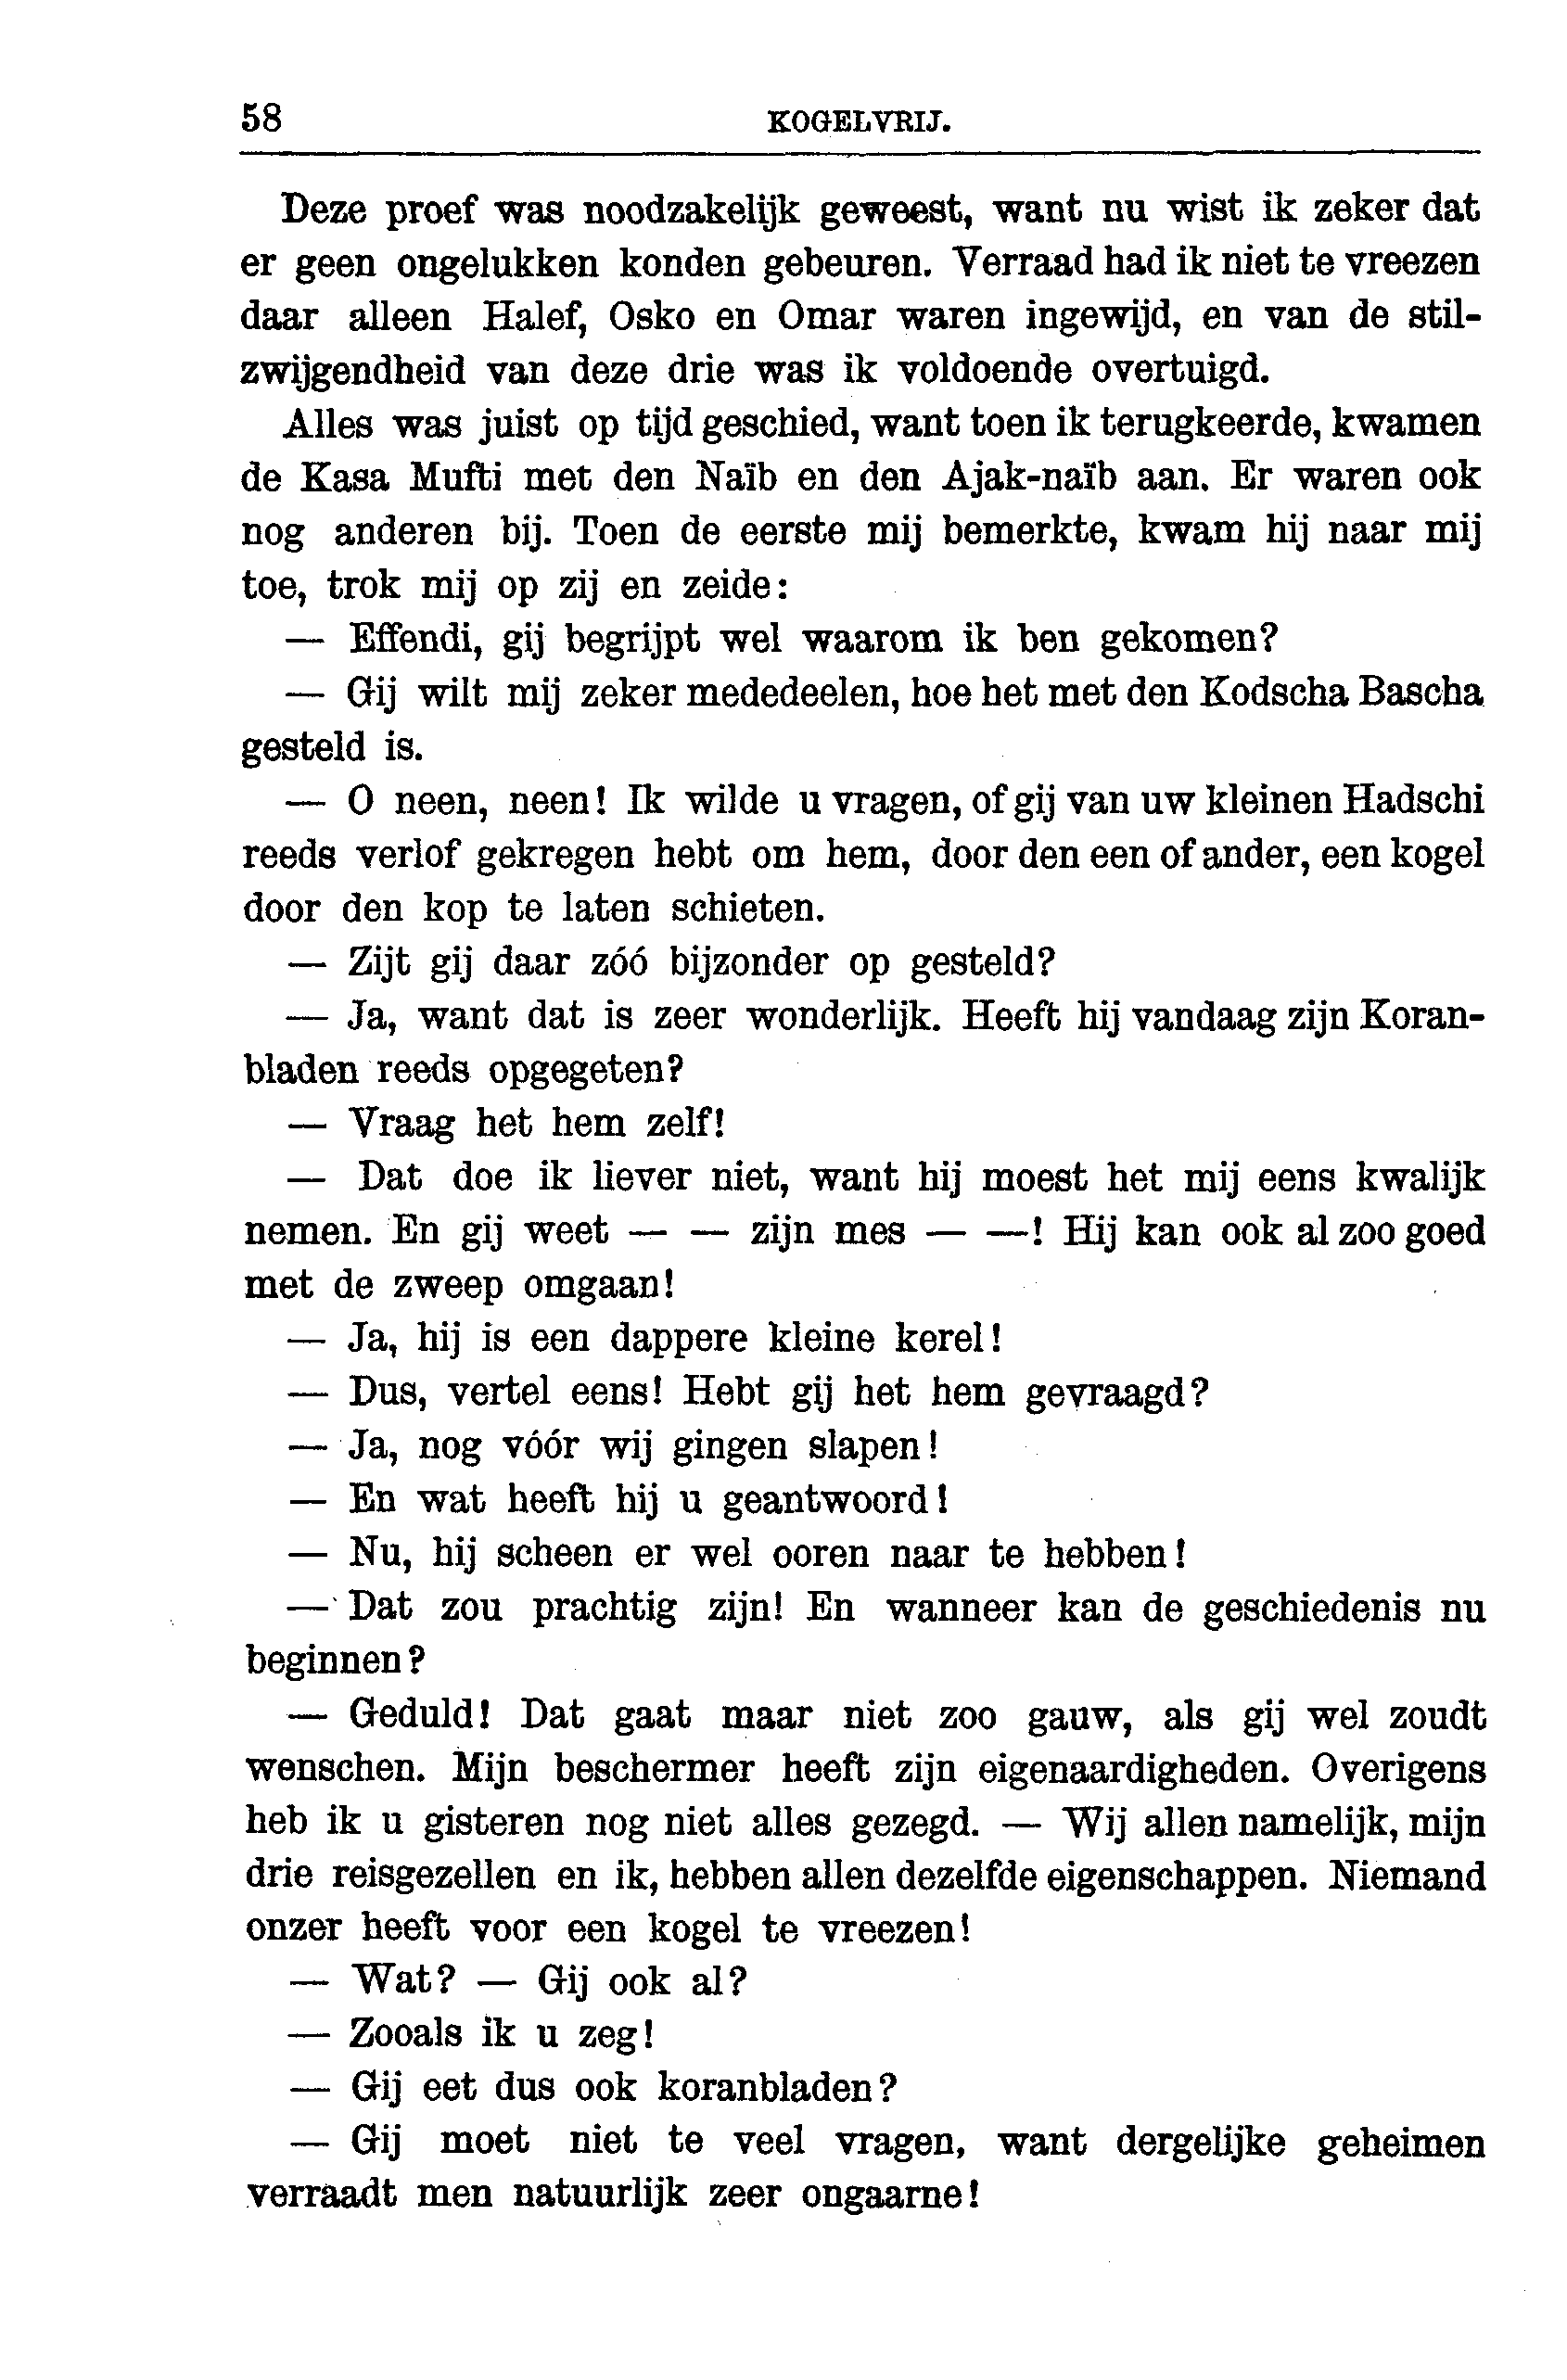 58
KOGELVRIJ.
Deze proef was noodzakelijk geweest, want nu wist ik zeker dat
er geen ongelukken konden gebeuren. Verraad had ik niet te vreezen
daar alleen Halef, Osko en Omar waren ingewijd, en van de stil-
zwijgendheid van deze drie was ik voldoende overtuigd.
Alles was juist op tijd geschied, want toen ik terugkeerde, kwamen
de Kasa Mufti met den Naïb en den Ajak-naïb aan. Er waren ook
nog anderen bij. Toen de eerste mij bemerkte, kwam hij naar mij
toe, trok mij op zij en zeide:
— Effendi, gij begrijpt wel waarom ik ben gekomen?
— Gij wilt mij zeker mededeelen, hoe het met den Kodscha Bascha
gesteld is.
— O neen, neen! Ik wilde u vragen, of gij van uw kleinen Hadschi
reeds verlof gekregen hebt om hem, door den een of ander, een kogel
door den kop te laten schieten.
— Zijt gij daar zóó bijzonder op gesteld?
— Ja, want dat is zeer wonderlijk. Heeft hij vandaag zijn Koran-
bladen reeds opgegeten?
— Vraag het hem zelf!
— Dat doe ik liever niet, want hij moest het mij eens kwalijk
nemen. En gij weet — — zijn mes — —! Hij kan ook al zoo goed
met de zweep omgaan!
— Ja, hij is een dappere kleine kerel!
— Dus, vertel eens! Hebt gij het hem gevraagd?
— Ja, nog vóór wij gingen slapen!
— En wat heeft hij u geantwoord!
— Nu, hij scheen er wel ooren naar te hebben!
— Dat zou prachtig zijn! En wanneer kan de geschiedenis nu
beginnen?
— Geduld! Dat gaat maar niet zoo gauw, als gij wel zoudt
wenschen. Mijn beschermer heeft zijn eigenaardigheden. Overigens
heb ik u gisteren nog niet alles gezegd. — Wij allen namelijk, mijn
drie reisgezellen en ik, hebben allen dezelfde eigenschappen. Niemand
onzer heeft voor een kogel te vreezen!
— Wat? — Gij ook al?
— Zooals ik u zeg!
— Gij eet dus ook koranbladen?
— Gij moet niet te veel vragen, want dergelijke geheimen
verraadt men natuurlijk zeer ongaarne!